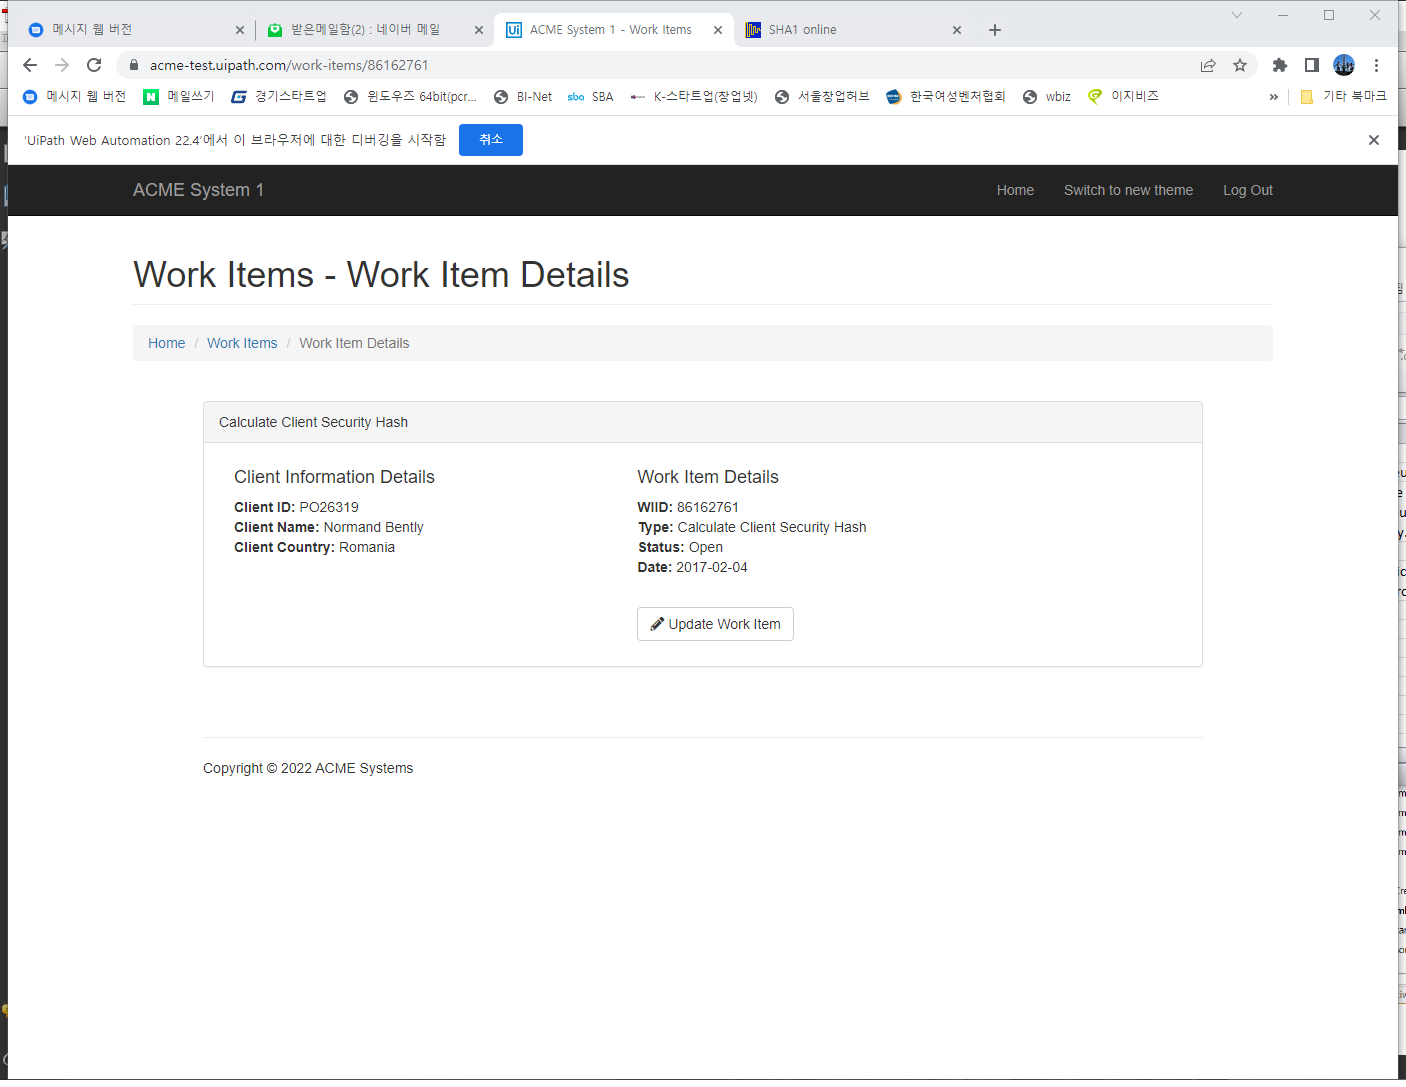 메시지 웹 버전
받은메일함(2) : 네이버 메일
Ui ACME System 1 - Work Items
SHA1 online
acme-test.uipath.com/work-items/86162761
메시지 웹 버전
N 메일쓰기
경기스타트업
윈도우즈 64bit(pcr...
BI-Net
sba SBA
K-스타트업(창업넷)
서울창업허브
한국여성벤처협회
wbiz
이지비즈
»
기타 북마크
'UiPath Web Automation 22.4'에서 이 브라우저에 대한 디버깅을 시작함
취소
ACME System 1
Home
Switch to new theme
Log Out
Work Items - Work Item Details
Home / Work Items / Work Item Details
Calculate Client Security Hash
Client Information Details
Client ID: PO26319
Client Name: Normand Bently
Client Country: Romania
Work Item Details
WIID: 86162761
Type: Calculate Client Security Hash
Status: Open
Date: 2017-02-04
Update Work Item
Copyright © 2022 ACME Systems